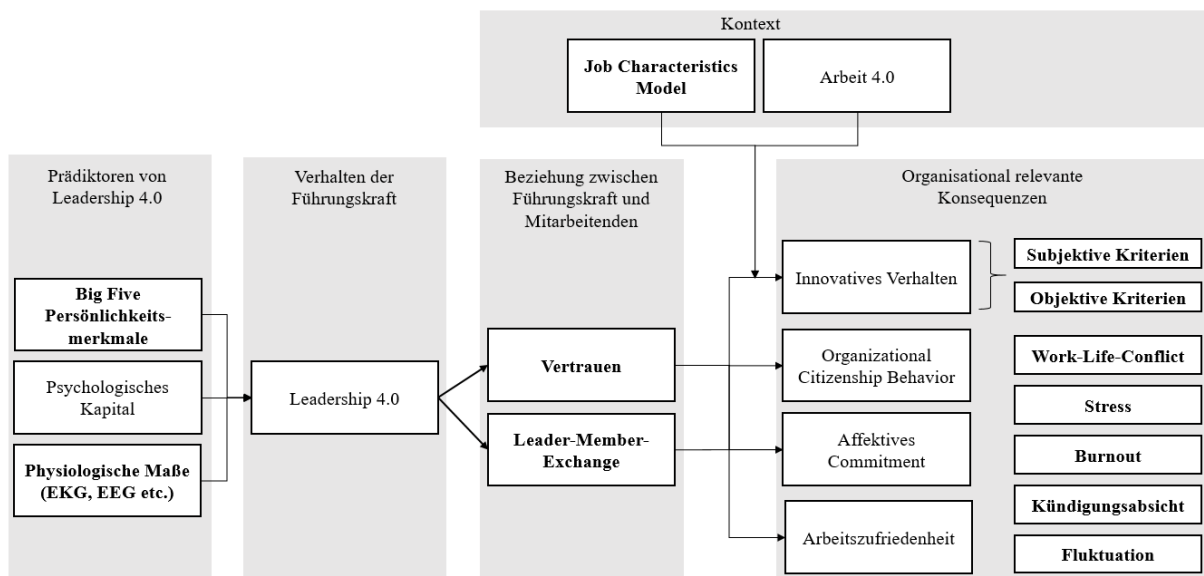 Kontext
Job Characteristics
Model
Arbeit 4.0
Prädiktoren von
Leadership 4.0
Big Five
Persönlichkeits-
merkmale
Psychologisches
Kapital
Physiologische Maße
(EKG, EEG etc.)
Verhalten der
Führungskraft
Leadership 4.0
Beziehung zwischen
Führungskraft und
Mitarbeitenden
Vertrauen
Leader-Member-
Exchange
Organisational relevante
Konsequenzen
Innovatives Verhalten
Organizational
Citizenship Behavior
Affektives
Commitment
Arbeitszufriedenheit
Subjektive Kriterien
Objektive Kriterien
Work-Life-Conflict
Stress
Burnout
Kündigungsabsicht
Fluktuation